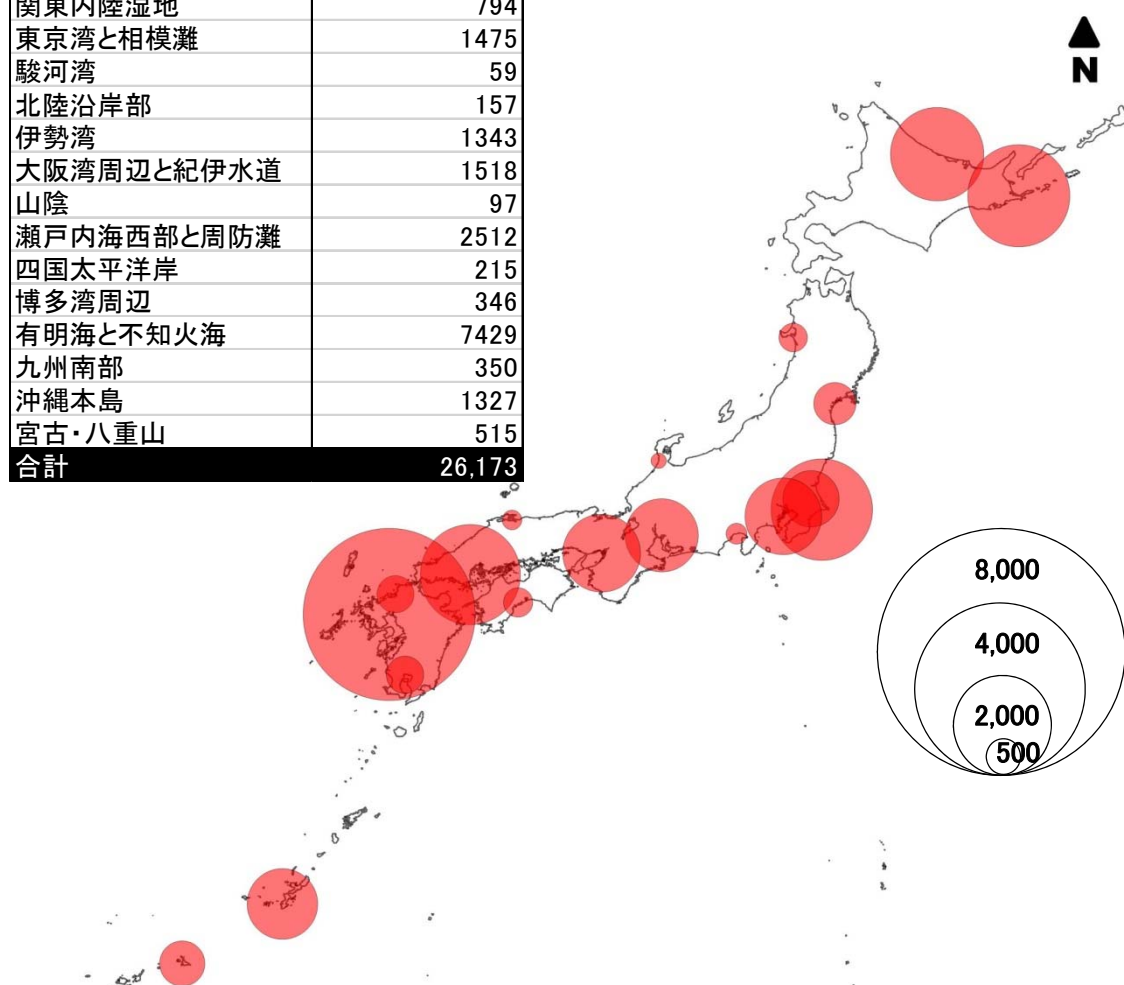 関東内陸湿地 794
東京湾と相模灘 1475
駿河湾 59
北陸沿岸部 157
伊勢湾 1343
大阪湾周辺と紀伊水道 1518
山陰 97
瀬戸内海西部と周防灘 2512
四国太平洋岸 215
博多湾周辺 346
有明海と不知火海 7429
九州南部 350
沖縄本島 1327
宮古・八重山 515
合計 26,173
N
8,000
4,000
2,000
500